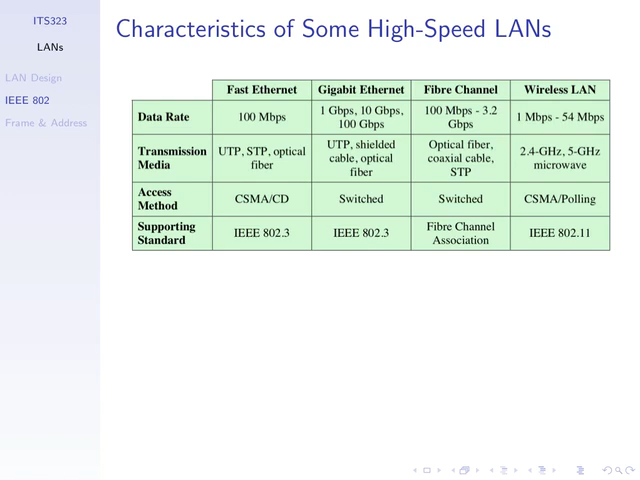 ITS323
LANs
LAN Design
IEEE 802
Frame & Address
Characteristics of Some High-Speed LANs
Fast Ethernet Gigabit Ethernet Fibre Channel Wireless LAN
Data Rate 100 Mbps 1 Gbps, 10 Gbps, 100 Gbps 100 Mbps - 3.2 Gbps 1 Mbps - 54 Mbps
Transmission Media UTP, STP, optical fiber UTP, shielded cable, optical fiber Optical fiber, coaxial cable, STP 2.4-GHz, 5-GHz microwave
Access Method CSMA/CD Switched Switched CSMA/Polling
Supporting Standard IEEE 802.3 IEEE 802.3 Fibre Channel Association IEEE 802.11